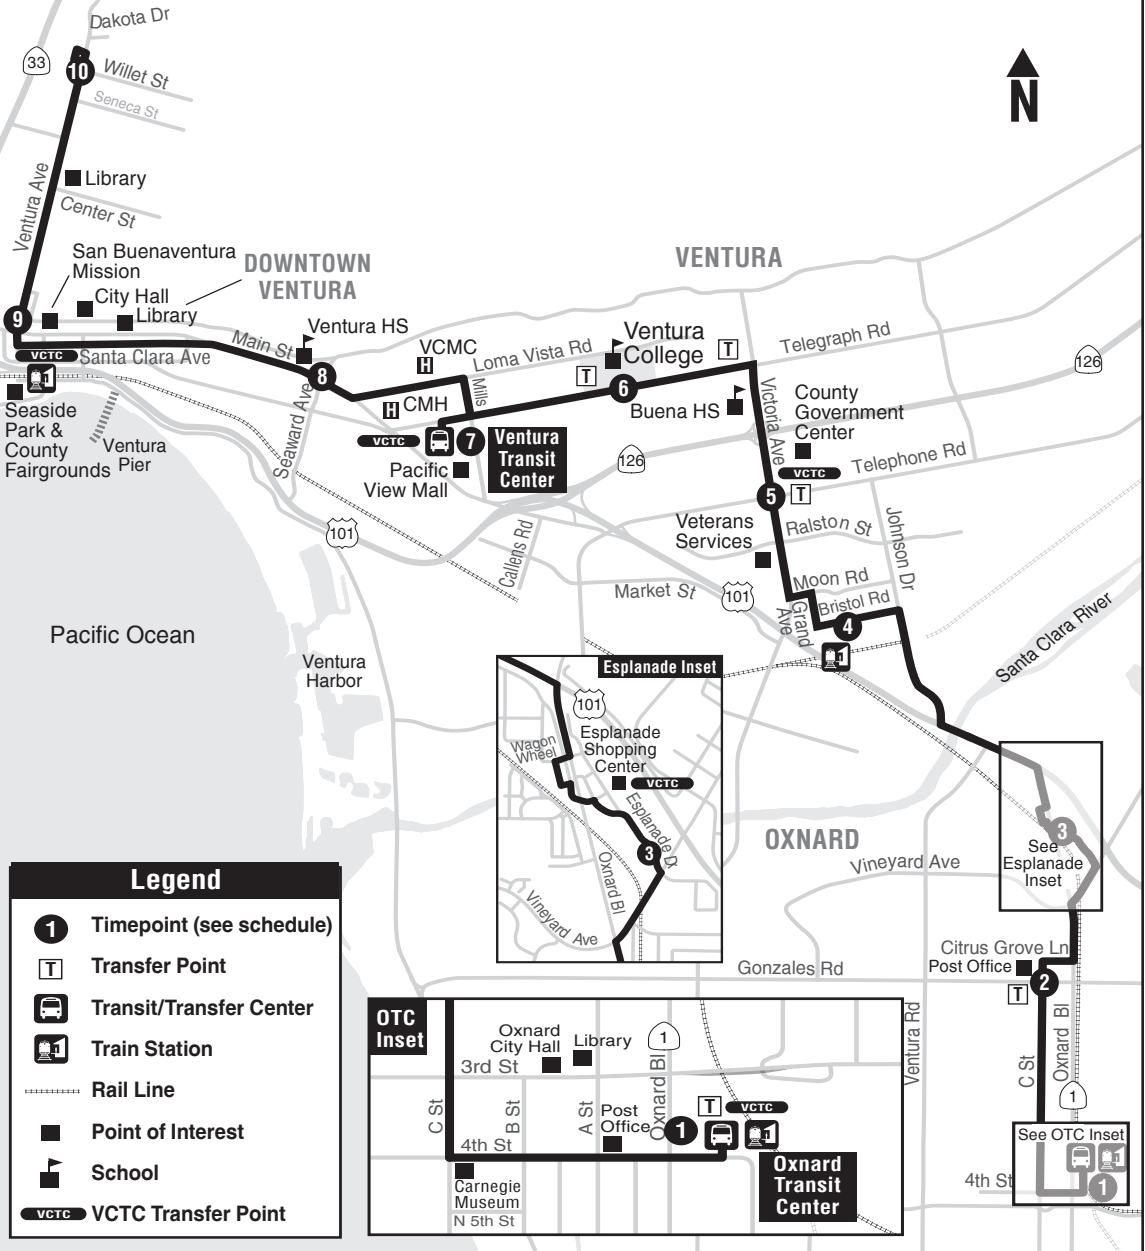 Dakota Dr
33
10
Willet St
Seneca St
N
Ventura Ave
Library
Center St
San Buenaventura
Mission
DOWNTOWN
VENTURA
VENTURA
City Hall
Library
9
Ventura HS
Main St
Santa Clara Ave
VCTC
VCMC
H
Loma Vista Rd
Ventura
College
T
Telegraph Rd
126
8
Mills
T
6
Seaside
Park &
County
Fairgrounds
Ventura
Pier
Seaward Ave
H
CMH
VCTC
7
Ventura
Transit
Center
Buena HS
Victoria Ave
County
Government
Center
126
VCTC
Telephone Rd
Pacific
View Mall
5
T
101
Callens Rd
Veterans
Services
Ralston St
Johnson Dr
Market St
101
Moon Rd
Grand
Ave
Bristol Rd
4
Pacific Ocean
Ventura
Harbor
Santa Clara River
Esplanade Inset
101
Wagon
Wheel
Esplanade
Shopping
Center
VCTC
Esplanade D
3
Oxnard Bl
Vineyard Ave
OXNARD
Vineyard Ave
3
See
Esplanade
Inset
Citrus Grove Ln
Post Office
2
T
Gonzales Rd
Ventura Rd
C St
Oxnard Bl
1
See OTC Inset
4th St
1
Legend
1
Timepoint (see schedule)
T
Transfer Point
Transit/Transfer Center
Train Station
Rail Line
Point of Interest
School
VCTC
VCTC Transfer Point
OTC
Inset
Oxnard
City Hall
Library
1
3rd St
C St
B St
A St
Post
Office
Oxnard Bl
1
T
VCTC
4th St
Carnegie
Museum
N 5th St
Oxnard
Transit
Center